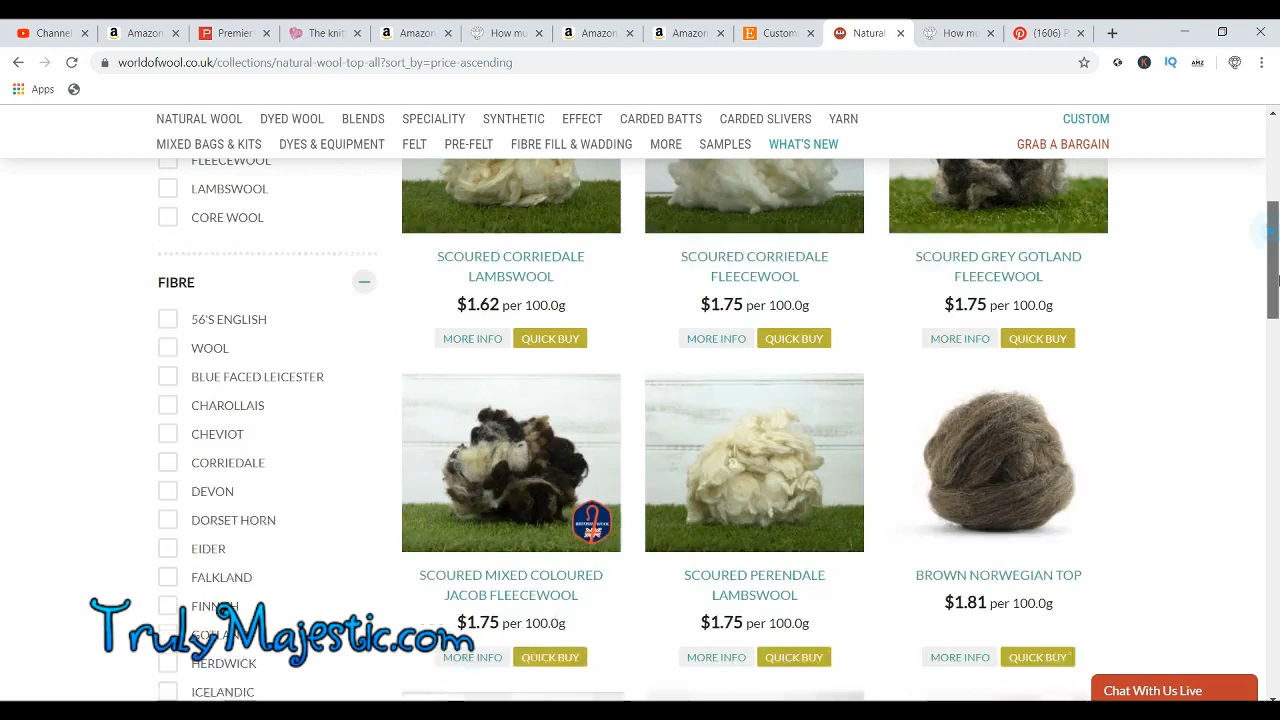 Channel
Amazon
Premier
The knit
Amazon
How mu
Amazon
Amazon
Custom
Natural
How mu
(1606) P
worldofwool.co.uk/collections/natural-wool-top-all?sort_by=price-ascending
Apps
NATURAL WOOL DYED WOOL BLENDS SPECIALITY SYNTHETIC EFFECT CARDED BATTS CARDED SLIVERS YARN CUSTOM
MIXED BAGS & KITS DYES & EQUIPMENT FELT PRE-FELT FIBRE FILL & WADDING MORE SAMPLES WHAT'S NEW GRAB A BARGAIN
FLEECEWOOL
LAMBSWOOL
CORE WOOL
FIBRE
56'S ENGLISH
WOOL
BLUE FACED LEICESTER
CHAROLLAIS
CHEVIOT
CORRIEDALE
DEVON
DORSET HORN
EIDER
FALKLAND
FINNISH
GOTLAND
HERDWICK
ICELANDIC
SCOURED CORRIEDALE
LAMBSWOOL
$1.62 per 100.0g
MORE INFO QUICK BUY
SCOURED CORRIEDALE
FLEECEWOOL
$1.75 per 100.0g
MORE INFO QUICK BUY
SCOURED GREY GOTLAND
FLEECEWOOL
$1.75 per 100.0g
MORE INFO QUICK BUY
BRITISH WOOL
SCOURED MIXED COLOURED
JACOB FLEECEWOOL
$1.75 per 100.0g
MORE INFO QUICK BUY
SCOURED PERENDALE
LAMBSWOOL
$1.75 per 100.0g
MORE INFO QUICK BUY
BROWN NORWEGIAN TOP
$1.81 per 100.0g
MORE INFO QUICK BUY
TrulyMajestic.com
Chat With Us Live